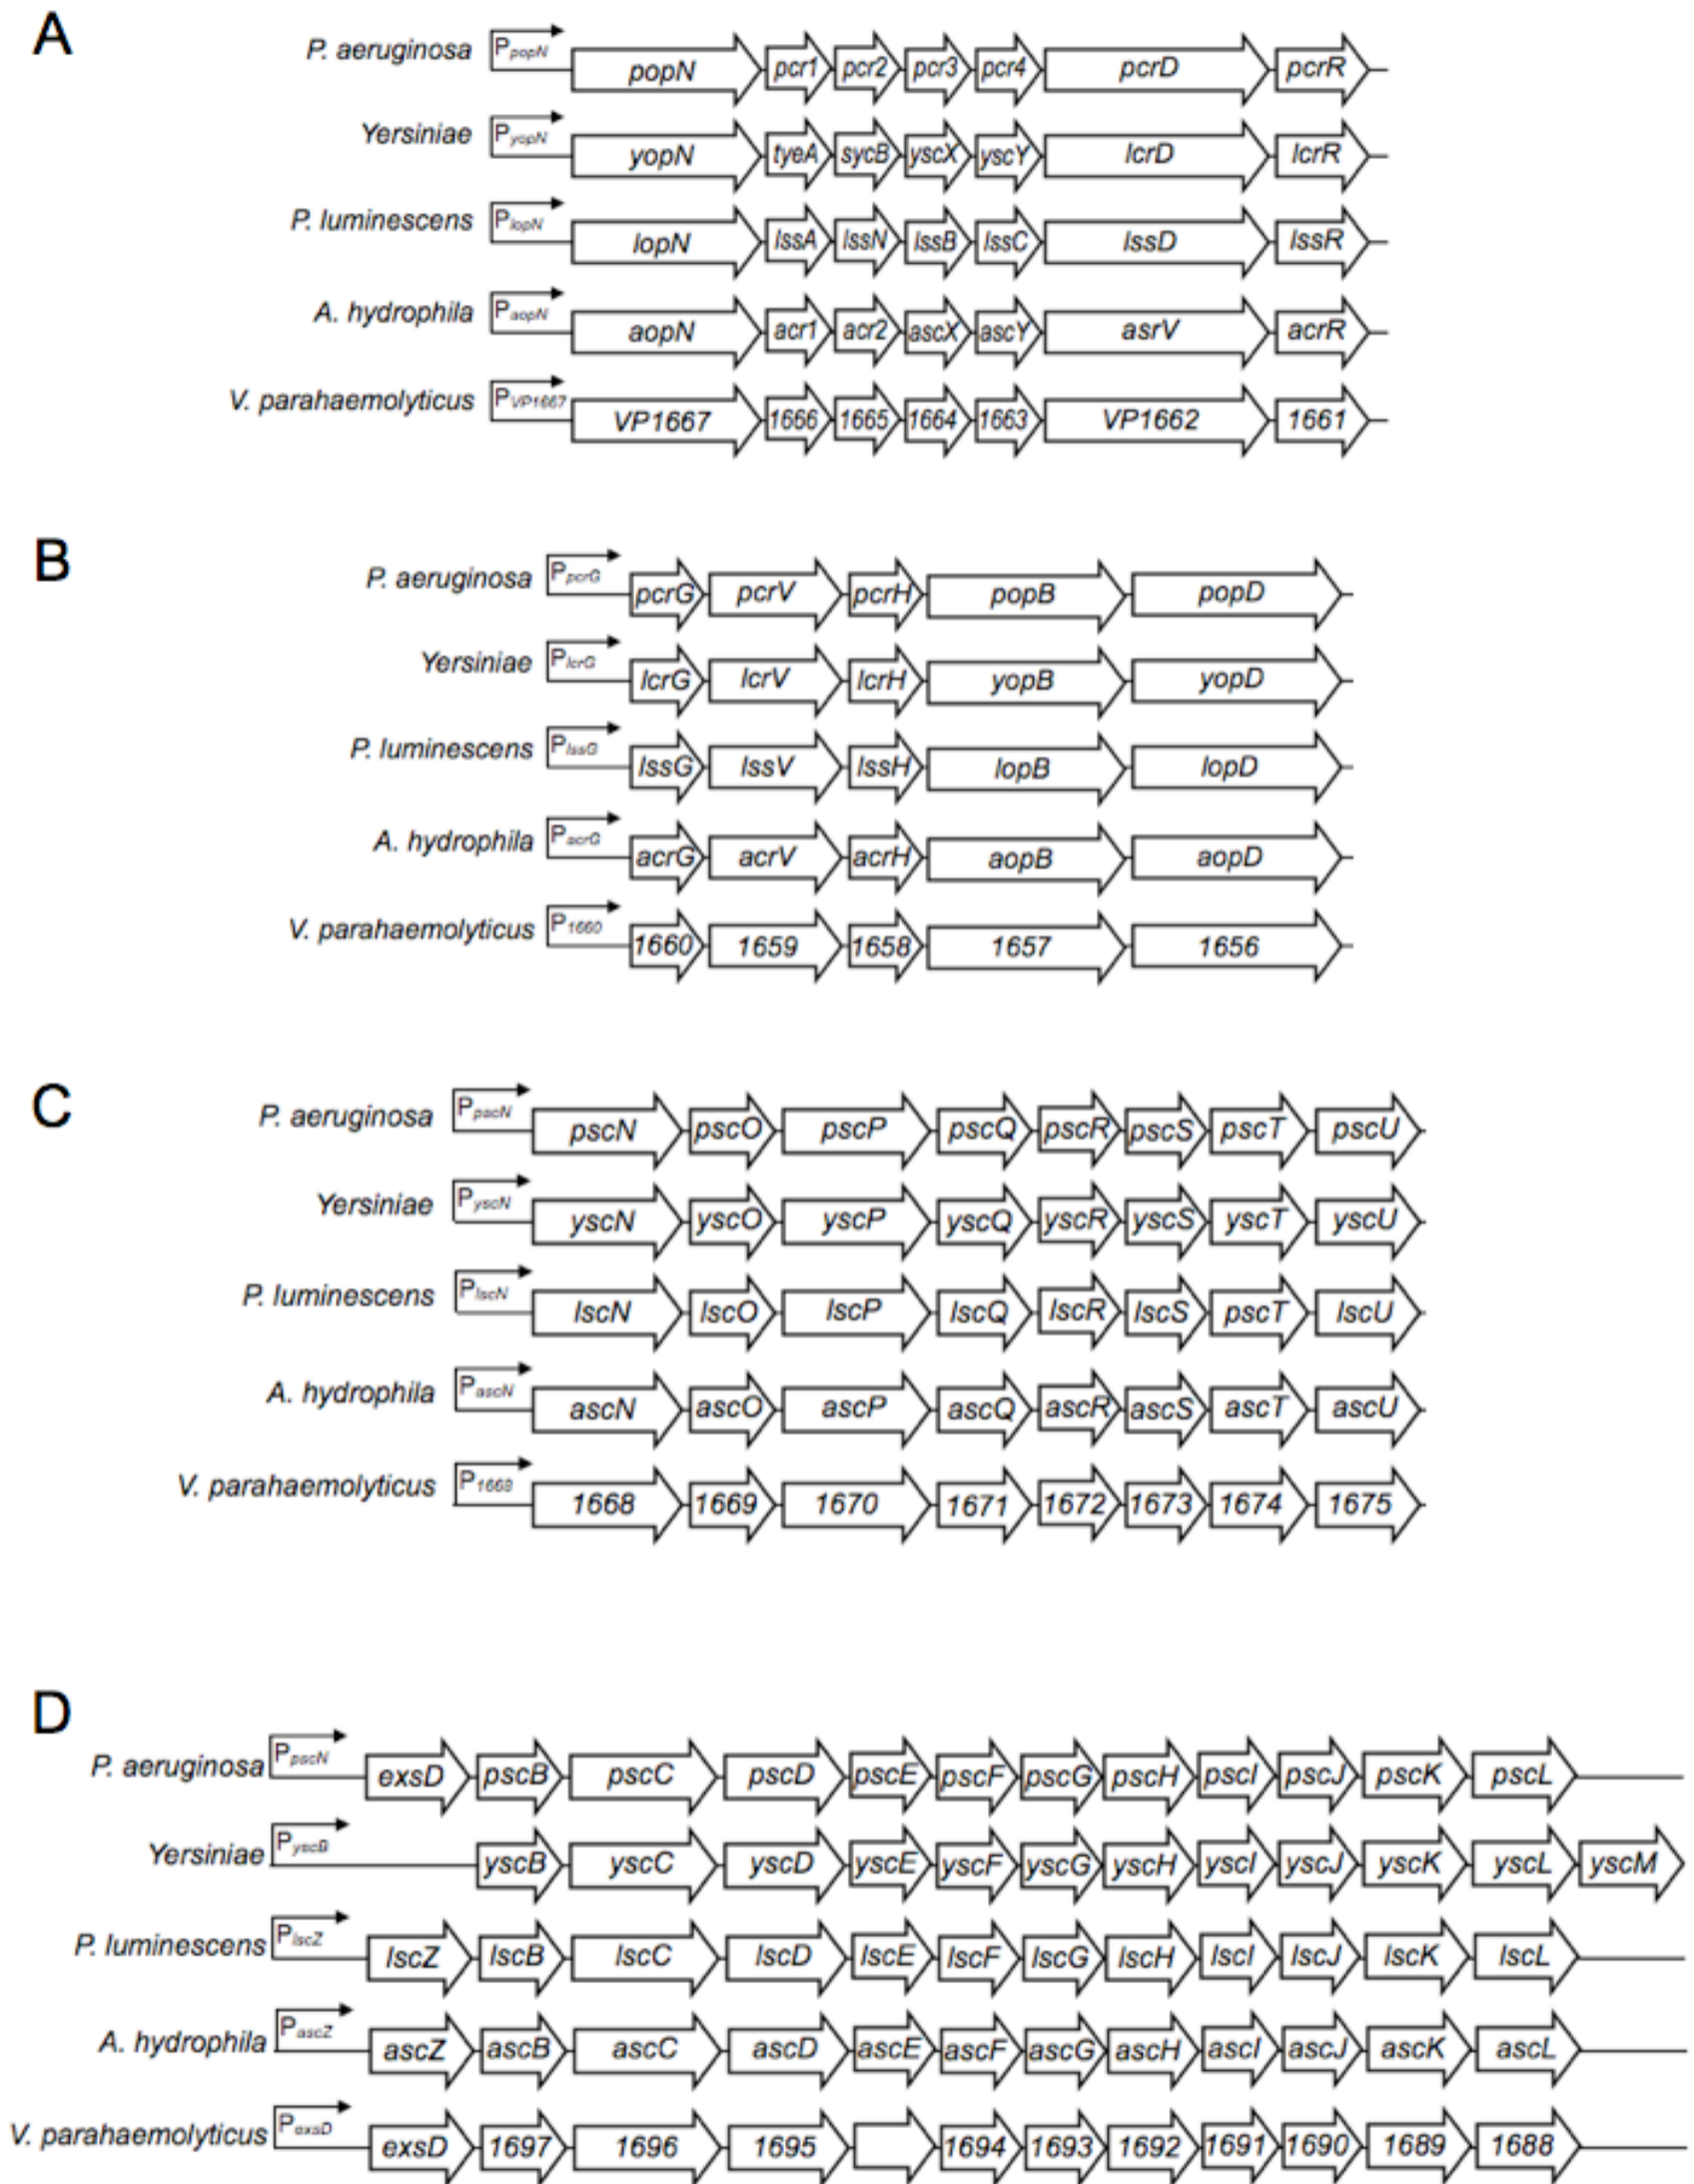 A
P. aeruginosa PpopN popN pcr1 pcr2 pcr3 pcr4 pcrD pcrR
Yersiniae PyopN yopN tyeA sycB yscX yscY lcrD lcrR
P. luminescens PlopN lopN lssA lssN lssB lssC lssD lssR
A. hydrophila PaopN aopN acr1 acr2 ascX ascY asrV acrR
V. parahaemolyticus PVP1667 VP1667 1666 1665 1664 1663 VP1662 1661
B
P. aeruginosa PpcrG pcrG pcrV pcrH popB popD
Yersiniae PlcrG lcrG lcrV lcrH yopB yopD
P. luminescens PlssG lssG lssV lssH lopB lopD
A. hydrophila PacrG acrG acrV acrH aopB aopD
V. parahaemolyticus P1660 1660 1659 1658 1657 1656
C
P. aeruginosa PpscN pscN pscO pscP pscQ pscR pscS pscT pscU
Yersiniae PyscN yscN yscO yscP yscQ yscR yscS yscT yscU
P. luminescens PlscN lscN lscO lscP lscQ lscR lscS pscT lscU
A. hydrophila PascN ascN ascO ascP ascQ ascR ascS ascT ascU
V. parahaemolyticus P1668 1668 1669 1670 1671 1672 1673 1674 1675
D
P. aeruginosa PpscN exsD pscB pscC pscD pscE pscF pscG pscH pscI pscJ pscK pscL
Yersiniae PyscB yscB yscC yscD yscE yscF yscG yscH yscI yscJ yscK yscL yscM
P. luminescens PlscZ lscZ lscB lscC lscD lscE lscF lscG lscH lscI lscJ lscK lscL
A. hydrophila PascZ ascZ ascB ascC ascD ascE ascF ascG ascH ascI ascJ ascK ascL
V. parahaemolyticus PexsD exsD 1697 1696 1695 1694 1693 1692 1691 1690 1689 1688